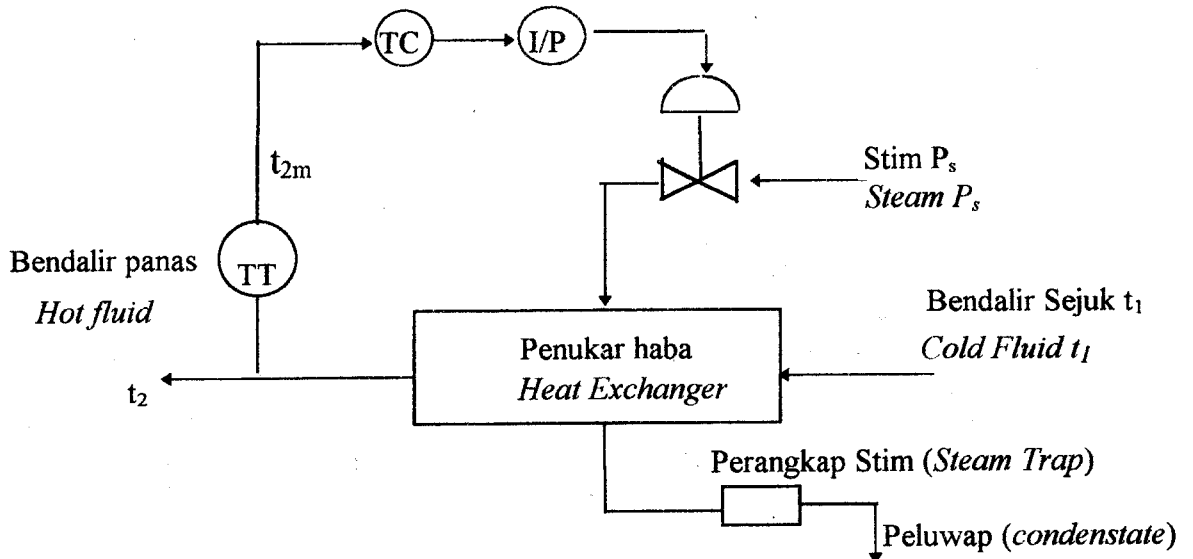 TC
I/P
t₂ₘ
Stim Pₛ
Steam Pₛ
Bendalir panas
Hot fluid
TT
Bendalir Sejuk t₁
Cold Fluid t₁
Penukar haba
Heat Exchanger
t₂
Perangkap Stim (Steam Trap)
Peluwap (condenstate)